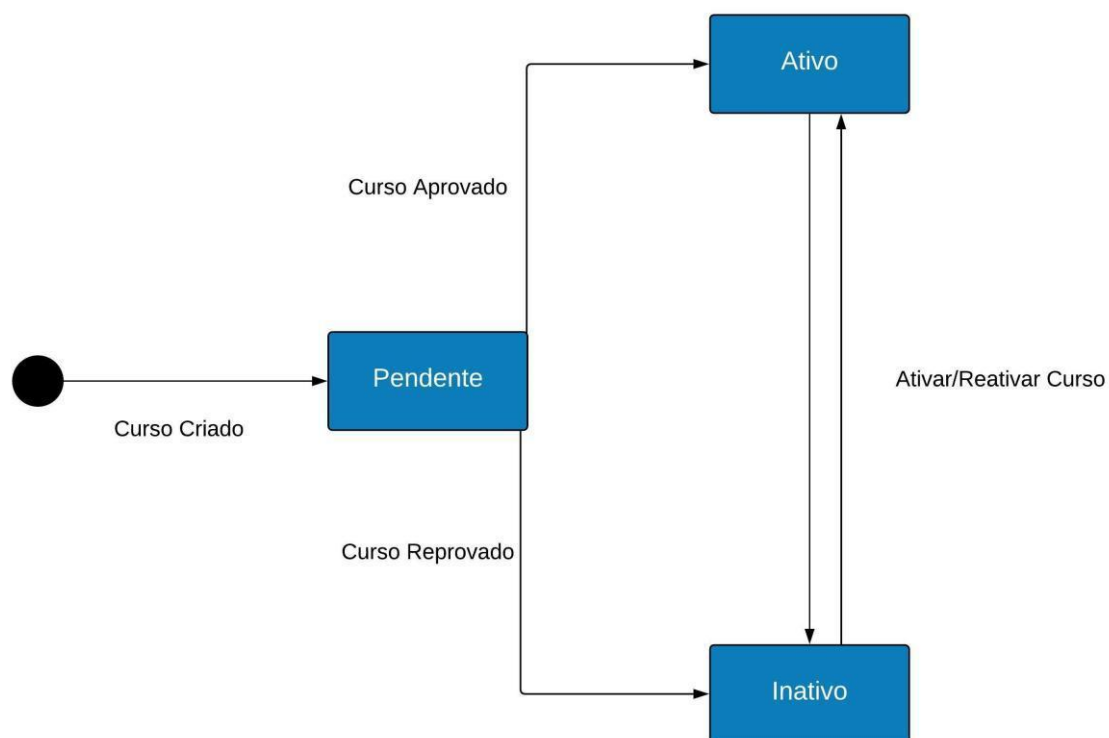 Ativo
Curso Aprovado
Pendente
Ativar/Reativar Curso
Curso Criado
Curso Reprovado
Inativo